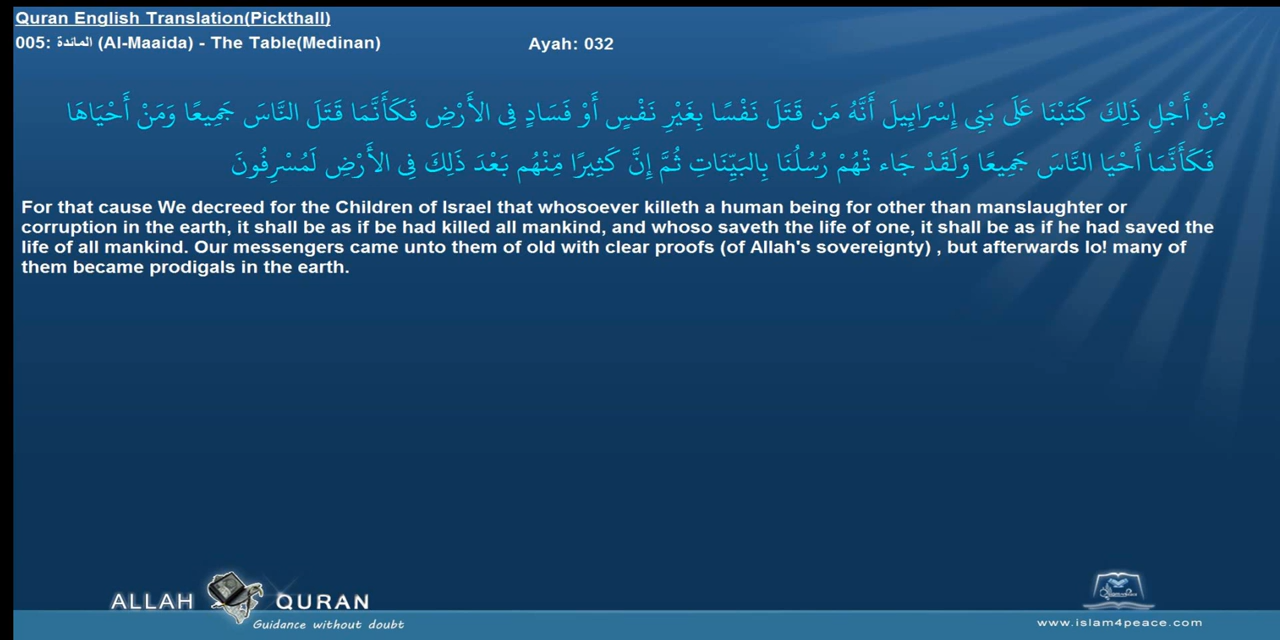 Quran English Translation(Pickthall)
005: المائدة (Al-Maaida) - The Table(Medinan) Ayah: 032
مِنْ أَجْلِ ذَلِكَ كَتَبْنَا عَلَى بَنِى إِسْرَايِيلَ أَنَّهُ مَن قَتَلَ نَفْسًا بِغَيْرِ نَفْسٍ أَوْ فَسَادٍ فِى الأَرْضِ فَكَأَنَّمَا قَتَلَ النَّاسَ جَمِيعًا وَمَنْ أَحْيَاهَا
فَكَأَنَّمَا أَحْيَا النَّاسَ جَمِيعًا وَلَقَدْ جَاء تْهُمْ رُسُلُنَا بِالبَيِّنَاتِ ثُمَّ إِنَّ كَثِيرًا مِّنْهُم بَعْدَ ذَلِكَ فِى الأَرْضِ لَمُسْرِفُونَ
For that cause We decreed for the Children of Israel that whosoever killeth a human being for other than manslaughter or
corruption in the earth, it shall be as if be had killed all mankind, and whoso saveth the life of one, it shall be as if he had saved the
life of all mankind. Our messengers came unto them of old with clear proofs (of Allah's sovereignty) , but afterwards lo! many of
them became prodigals in the earth.
ALLAH QURAN
Guidance without doubt
www.islam4peace.com